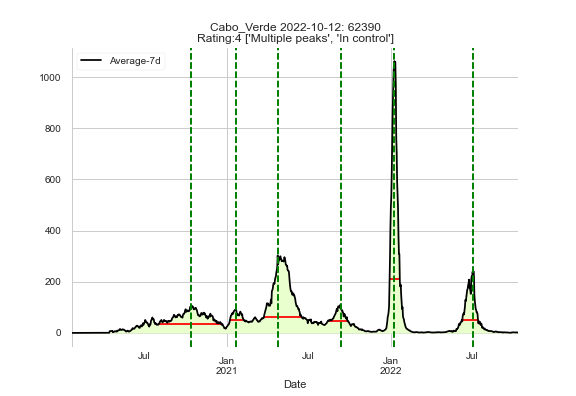 Cabo_Verde 2022-10-12: 62390
Rating:4 ['Multiple peaks', 'In control']
Average-7d
1000
800
600
400
200
0
Jul
Jan
2021
Jul
Jan
2022
Jul
Date